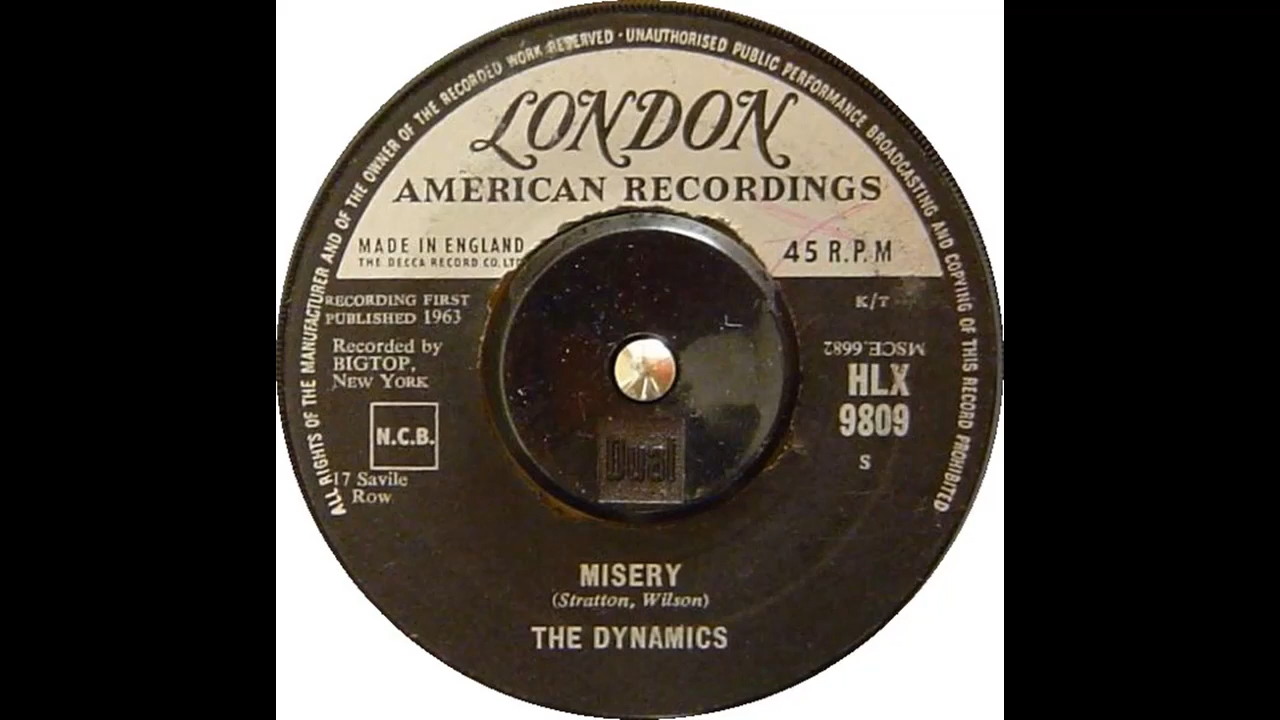 ALL RIGHTS OF THE MANUFACTURER AND OF THE OWNER OF THE RECORDED WORK RESERVED · UNAUTHORISED PUBLIC PERFORMANCE BROADCASTING AND COPYING OF THIS RECORD PROHIBITED
LONDON
AMERICAN RECORDINGS
MADE IN ENGLAND
THE DECCA RECORD CO. LTD
45 R.P.M
RECORDING FIRST
PUBLISHED 1963
K/T
Recorded by
BIGTOP,
NEW YORK
MSCE.6682
HLX
9809
N.C.B.
S
17 Savile
Row
Dual
MISERY
(Stratton, Wilson)
THE DYNAMICS